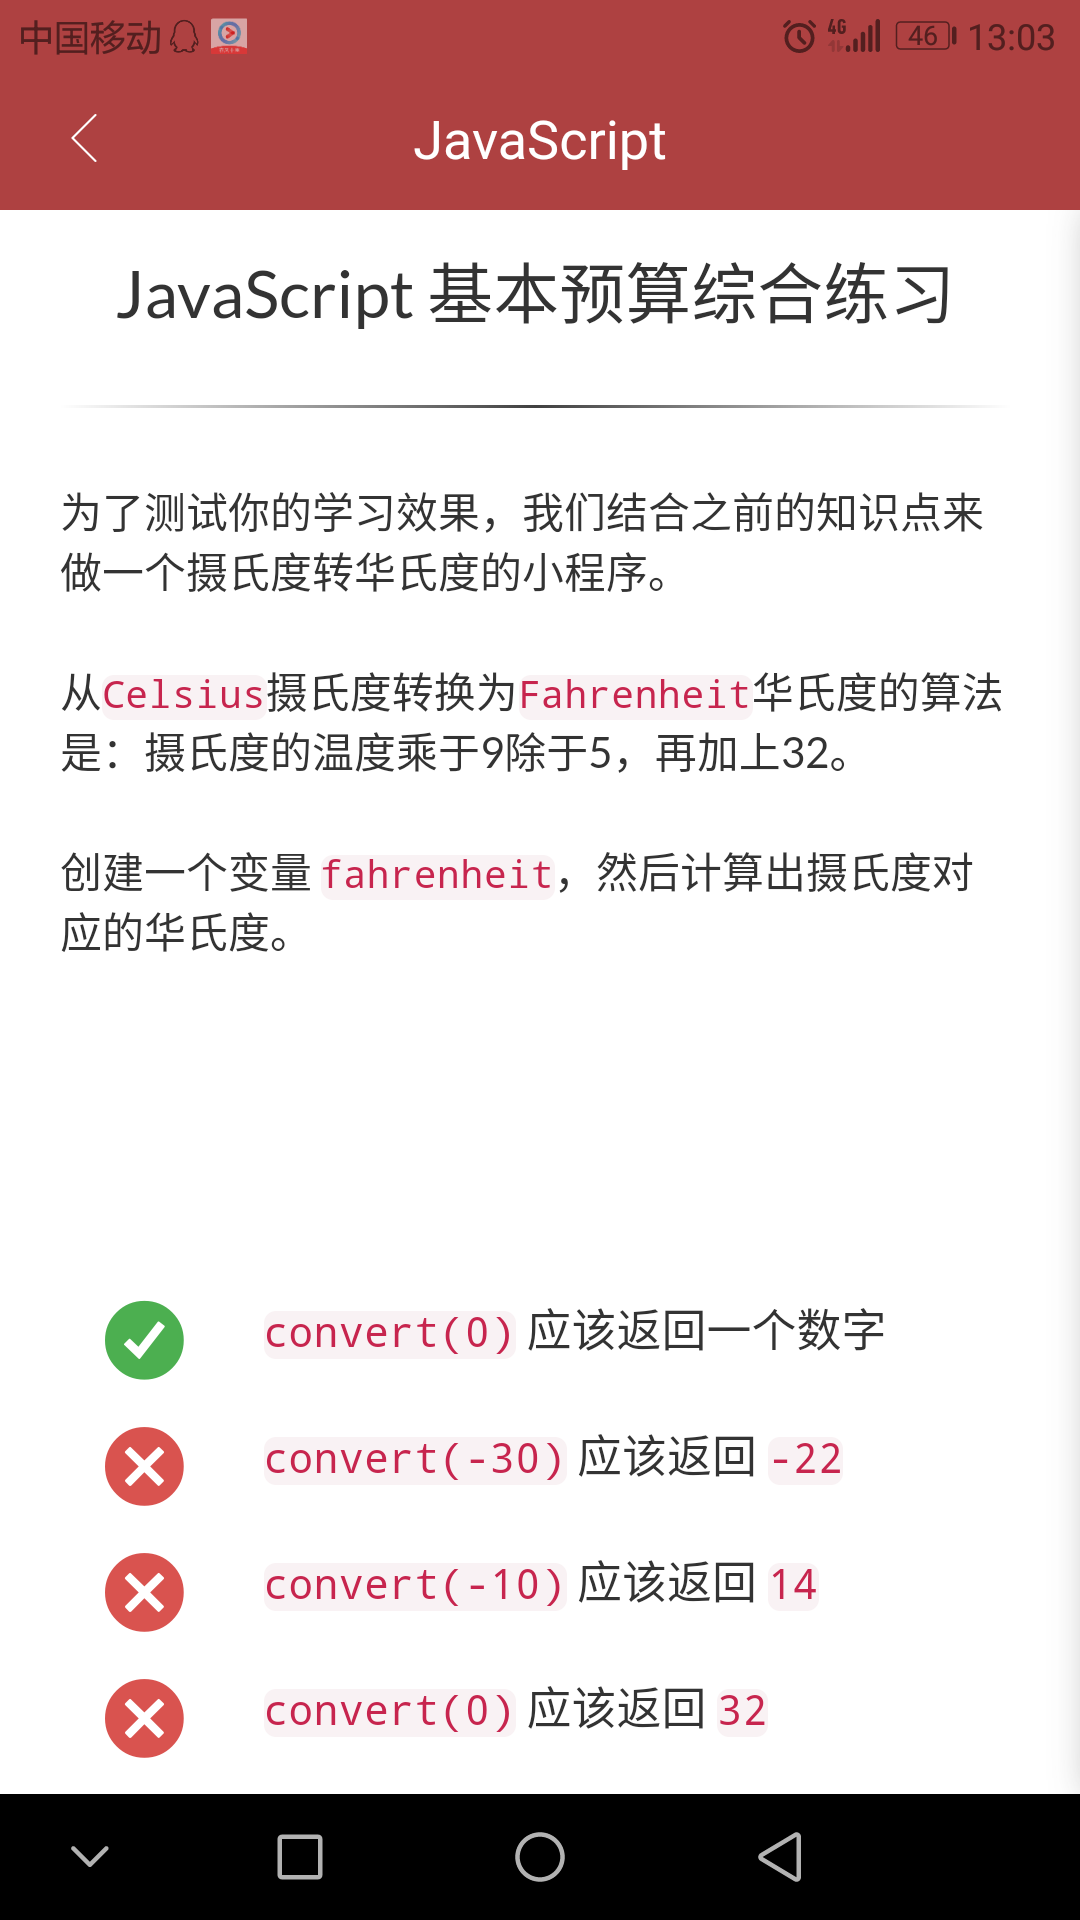 中国移动 4G 46 13:03
JavaScript
JavaScript 基本预算综合练习
为了测试你的学习效果，我们结合之前的知识点来
做一个摄氏度转华氏度的小程序。
从Celsius摄氏度转换为Fahrenheit华氏度的算法
是：摄氏度的温度乘于9除于5，再加上32。
创建一个变量 fahrenheit，然后计算出摄氏度对
应的华氏度。
convert(0) 应该返回一个数字
convert(-30) 应该返回 -22
convert(-10) 应该返回 14
convert(0) 应该返回 32